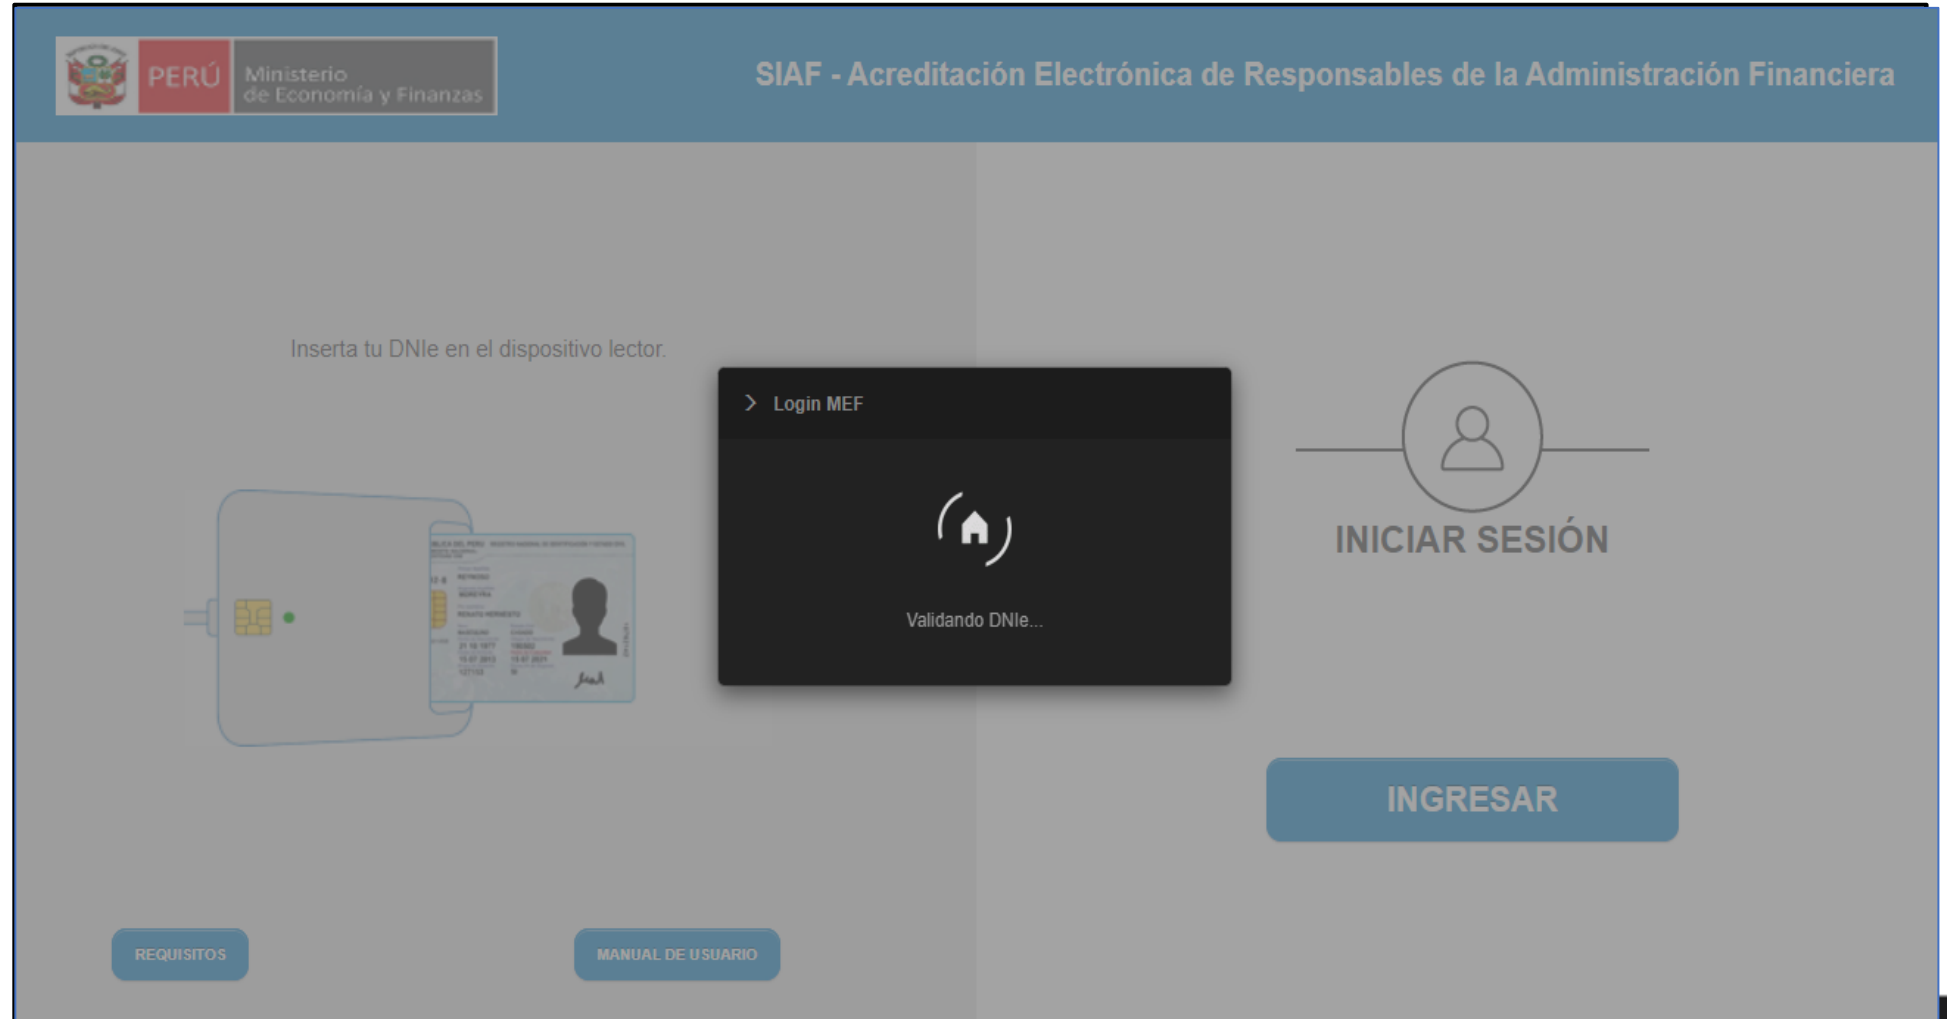 PERÚ
Ministerio
de Economía y Finanzas
SIAF - Acreditación Electrónica de Responsables de la Administración Financiera
Inserta tu DNIe en el dispositivo lector.
Login MEF
Validando DNIe...
INICIAR SESIÓN
INGRESAR
REQUISITOS
MANUAL DE USUARIO